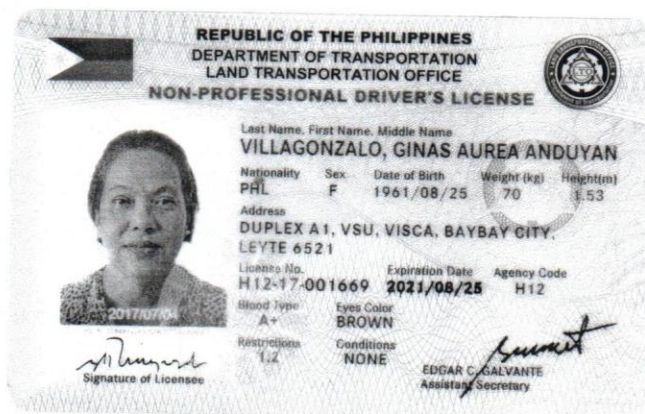 REPUBLIC OF THE PHILIPPINES
DEPARTMENT OF TRANSPORTATION
LAND TRANSPORTATION OFFICE
NON-PROFESSIONAL DRIVER'S LICENSE
Last Name, First Name, Middle Name
VILLAGONZALO, GINAS AUREA ANDUYAN
Nationality Sex Date of Birth Weight (kg) Height(m)
PHL F 1961/08/25 70 1.53
Address
DUPLEX A1, VSU, VISCA, BAYBAY CITY,
LEYTE 6521
License No. Expiration Date Agency Code
H12-17-001669 2021/08/25 H12
Blood Type Eyes Color
A+ BROWN
Restrictions Conditions
1,2 NONE
2017/07/04
Signature of Licensee
EDGAR C. GALVANTE
Assistant Secretary
LTO